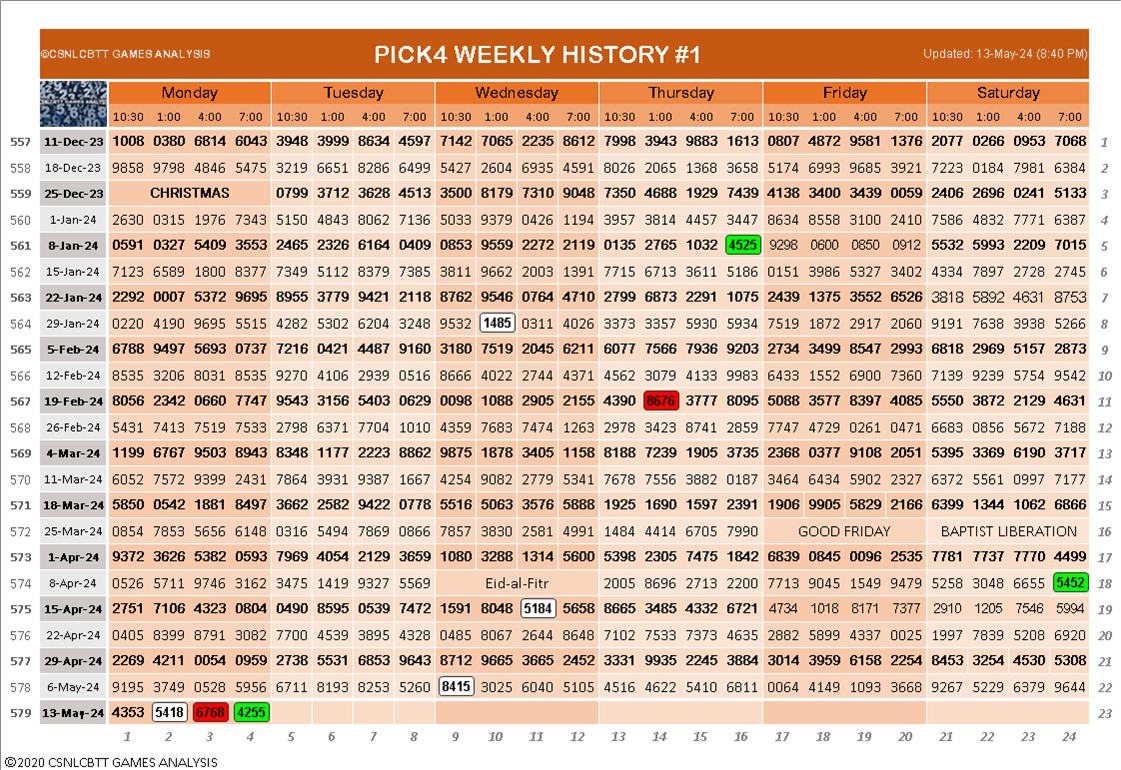 ©CSNLCBTT GAMES ANALYSIS PICK4 WEEKLY HISTORY #1 Updated: 13-May-24 (8:40 PM)
Monday Tuesday Wednesday Thursday Friday Saturday
10:30 1:00 4:00 7:00 10:30 1:00 4:00 7:00 10:30 1:00 4:00 7:00 10:30 1:00 4:00 7:00 10:30 1:00 4:00 7:00 10:30 1:00 4:00 7:00
557 11-Dec-23 1008 0380 6814 6043 3948 3999 8634 4597 7142 7065 2235 8612 7998 3943 9883 1613 0807 4872 9581 1376 2077 0266 0953 7068 1
558 18-Dec-23 9858 9798 4846 5475 3219 6651 8286 6499 5427 2604 6935 4591 8026 2065 1368 3658 5174 6993 9685 3921 7223 0184 7981 6384 2
559 25-Dec-23 CHRISTMAS 0799 3712 3628 4513 3500 8179 7310 9048 7350 4688 1929 7439 4138 3400 3439 0059 2406 2696 0241 5133 3
560 1-Jan-24 2630 0315 1976 7343 5150 4843 8062 7136 5033 9379 0426 1194 3957 3814 4457 3447 8634 8558 3100 2410 7586 4832 7771 6387 4
561 8-Jan-24 0591 0327 5409 3553 2465 2326 6164 0409 0853 9559 2272 2119 0135 2765 1032 4525 9298 0600 0850 0912 5532 5993 2209 7015 5
562 15-Jan-24 7123 6589 1800 8377 7349 5112 8379 7385 3811 9662 2003 1391 7715 6713 3611 5186 0151 3986 5327 3402 4334 7897 2728 2745 6
563 22-Jan-24 2292 0007 5372 9695 8955 3779 9421 2118 8762 9546 0764 4710 2799 6873 2291 1075 2439 1375 3552 6526 3818 5892 4631 8753 7
564 29-Jan-24 0220 4190 9695 5515 4282 5302 6204 3248 9532 1485 0311 4026 3373 3357 5930 5934 7519 1872 2917 2060 9191 7638 3938 5266 8
565 5-Feb-24 6788 9497 5693 0737 7216 0421 4487 9160 3180 7519 2045 6211 6077 7566 7936 9203 2734 3499 8547 2993 6818 2969 5157 2873 9
566 12-Feb-24 8535 3206 8031 8535 9270 4106 2939 0516 8666 4022 2744 4371 4562 3079 4133 9983 6433 1552 6900 7360 7139 9239 5754 9542 10
567 19-Feb-24 8056 2342 0660 7747 9543 3156 5403 0629 0098 1088 2905 2155 4390 8676 3777 8095 5088 3577 8397 4085 5550 3872 2129 4631 11
568 26-Feb-24 5431 7413 7519 7533 2798 6371 7704 1010 4359 7683 7474 1263 2978 3423 8741 2859 7747 4729 0261 0471 6683 0856 5672 7188 12
569 4-Mar-24 1199 6767 9503 8943 8348 1177 2223 8862 9875 1878 3405 1158 8188 7239 1905 3735 2368 0377 9108 2051 5395 3369 6190 3717 13
570 11-Mar-24 6052 7572 9399 2431 7864 3931 9387 1667 4254 9082 2779 5341 7678 7556 3882 0187 3464 6434 5902 2327 6372 5561 0997 7177 14
571 18-Mar-24 5850 0542 1881 8497 3662 2582 9422 0778 5516 5063 3576 5888 1925 1690 1597 2391 1906 9905 5829 2166 6399 1344 1062 6866 15
572 25-Mar-24 0854 7853 5656 6148 0316 5494 7869 0866 7857 3830 2581 4991 1484 4414 6705 7990 GOOD FRIDAY BAPTIST LIBERATION 16
573 1-Apr-24 9372 3626 5382 0593 7969 4054 2129 3659 1080 3288 1314 5600 5398 2305 7475 1842 6839 0845 0096 2535 7781 7737 7770 4499 17
574 8-Apr-24 0526 5711 9746 3162 3475 1419 9327 5569 Eid-al-Fitr 2005 8696 2713 2200 7713 9045 1549 9479 5258 3048 6655 5452 18
575 15-Apr-24 2751 7106 4323 0804 0490 8595 0539 7472 1591 8048 5184 5658 8665 3485 4332 6721 4734 1018 8171 7377 2910 1205 7546 5994 19
576 22-Apr-24 0405 8399 8791 3082 7700 4539 3895 4328 0485 8067 2644 8648 7102 7533 7373 4635 2882 5899 4337 0025 1997 7839 5208 6920 20
577 29-Apr-24 2269 4211 0054 0959 2738 5531 6853 9643 8712 9665 3665 2452 3331 9935 2245 3884 3014 3959 6158 2254 8453 3254 4530 5308 21
578 6-May-24 9195 3749 0528 5956 6711 8193 8253 5260 8415 3025 6040 5105 4516 4622 5410 6811 0064 4149 1093 3668 9267 5229 6379 9644 22
579 13-May-24 4353 5418 6768 4255 23
1 2 3 4 5 6 7 8 9 10 11 12 13 14 15 16 17 18 19 20 21 22 23 24
©2020 CSNLCBTT GAMES ANALYSIS